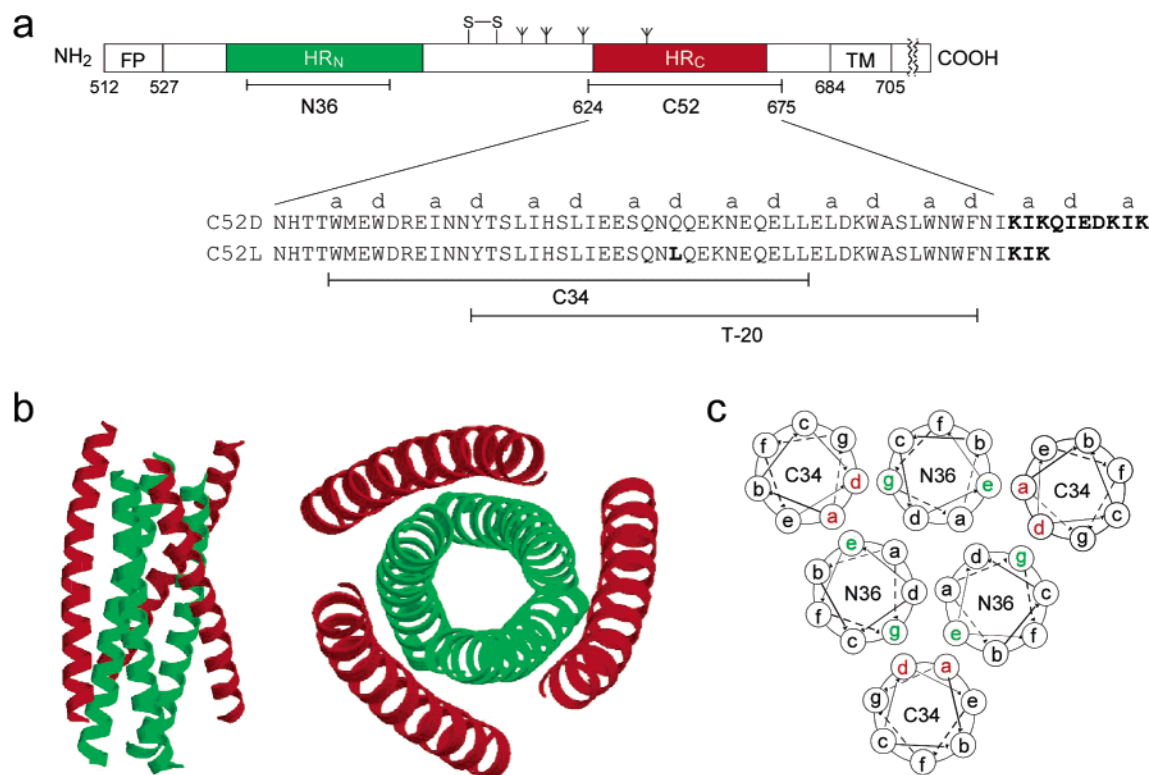 a
S—S
NH2 FP HRN HRC TM COOH
512 527 N36 624 C52 675 684 705
a d a d a d a d a d a d a d a d a
C52D NHTTWMEWDREINNYTSLIHSLIEESQNQQEKNEQELLELDKWASLWNWFNIKIKQIEDKIK
C52L NHTTWMEWDREINNYTSLIHSLIEESQNLQEKNEQELLELDKWASLWNWFNIKIK
C34
T-20
b
c
c g d a e b f
C34
f b e a d g c
N36
b f c g d a e
C34
e a d g c f b
N36
d g c f b e a
N36
d a e b f c g
C34